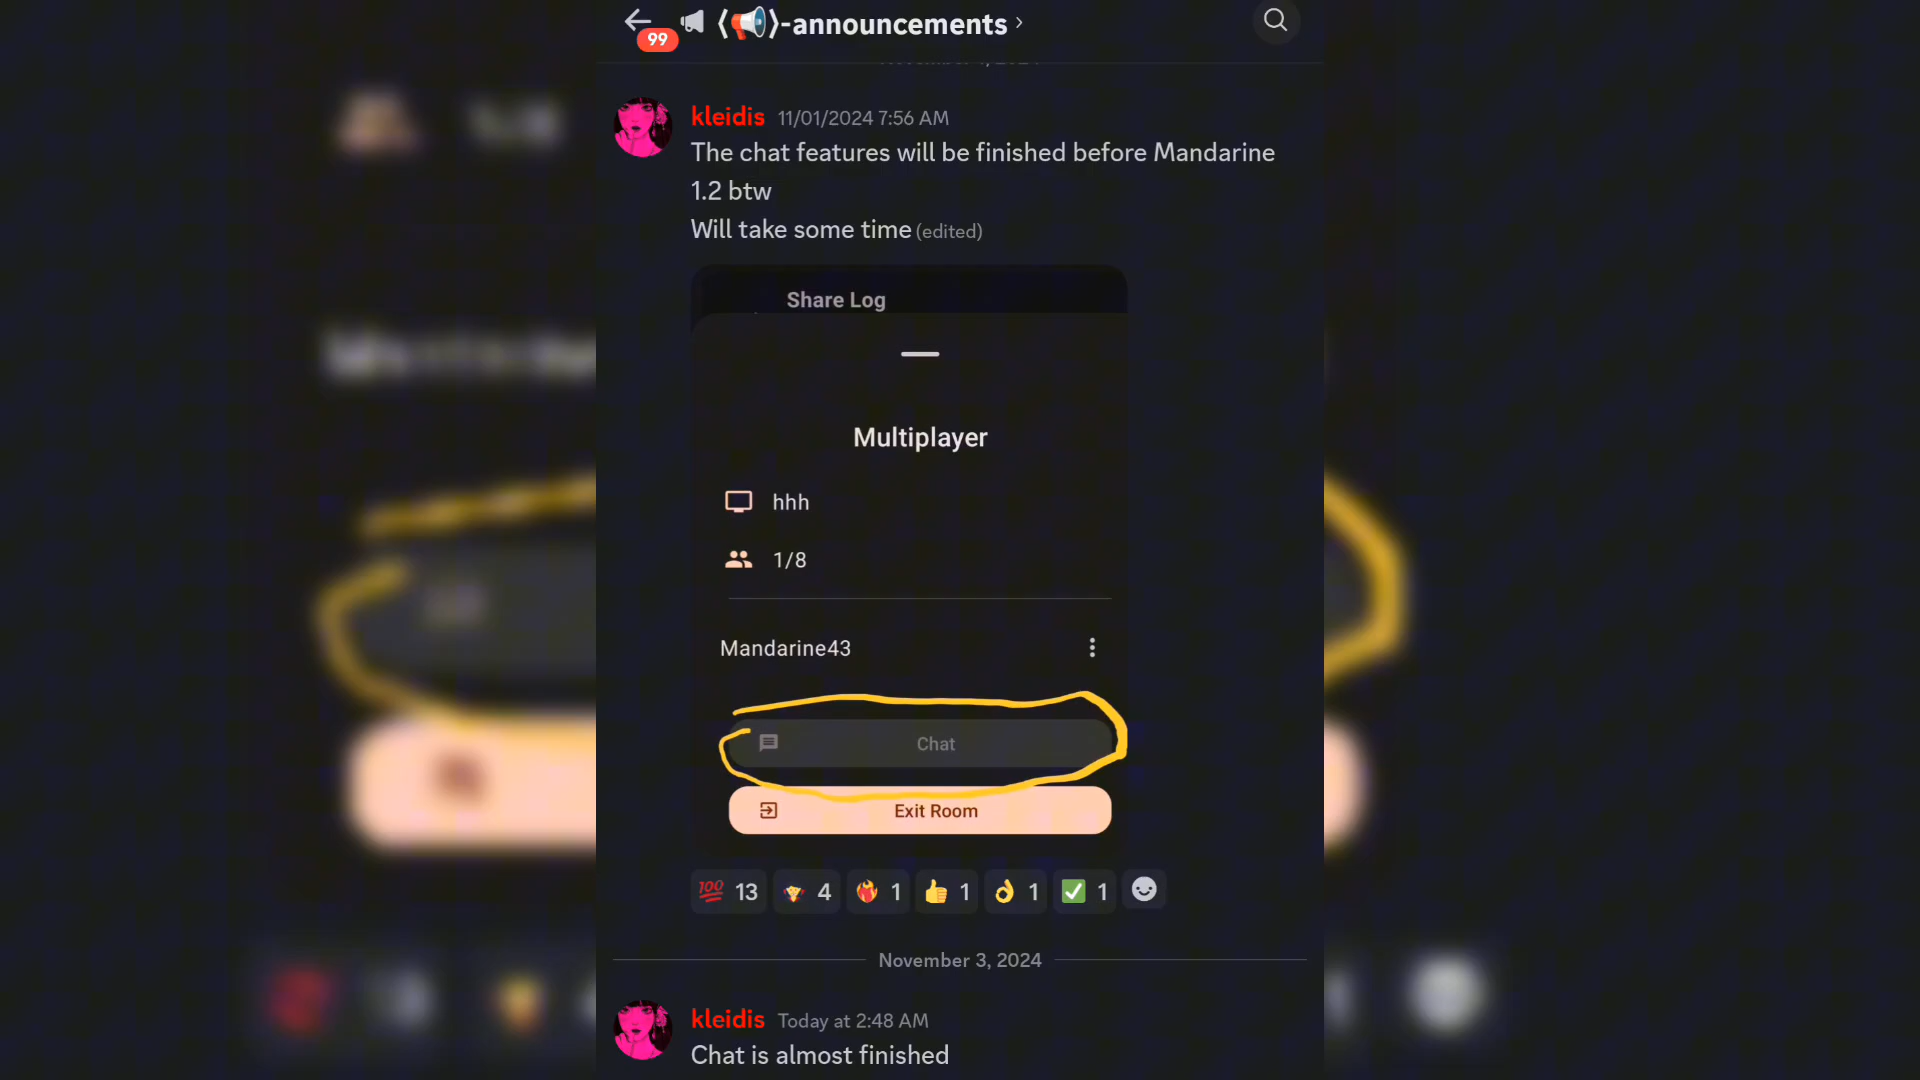 99 ⟨📢⟩-announcements ›
kleidis 11/01/2024 7:56 AM
The chat features will be finished before Mandarine
1.2 btw
Will take some time (edited)
Share Log
Multiplayer
hhh
1/8
Mandarine43
Chat
Exit Room
💯 13 4 1 👍 1 👌 1 ✅ 1
November 3, 2024
kleidis Today at 2:48 AM
Chat is almost finished